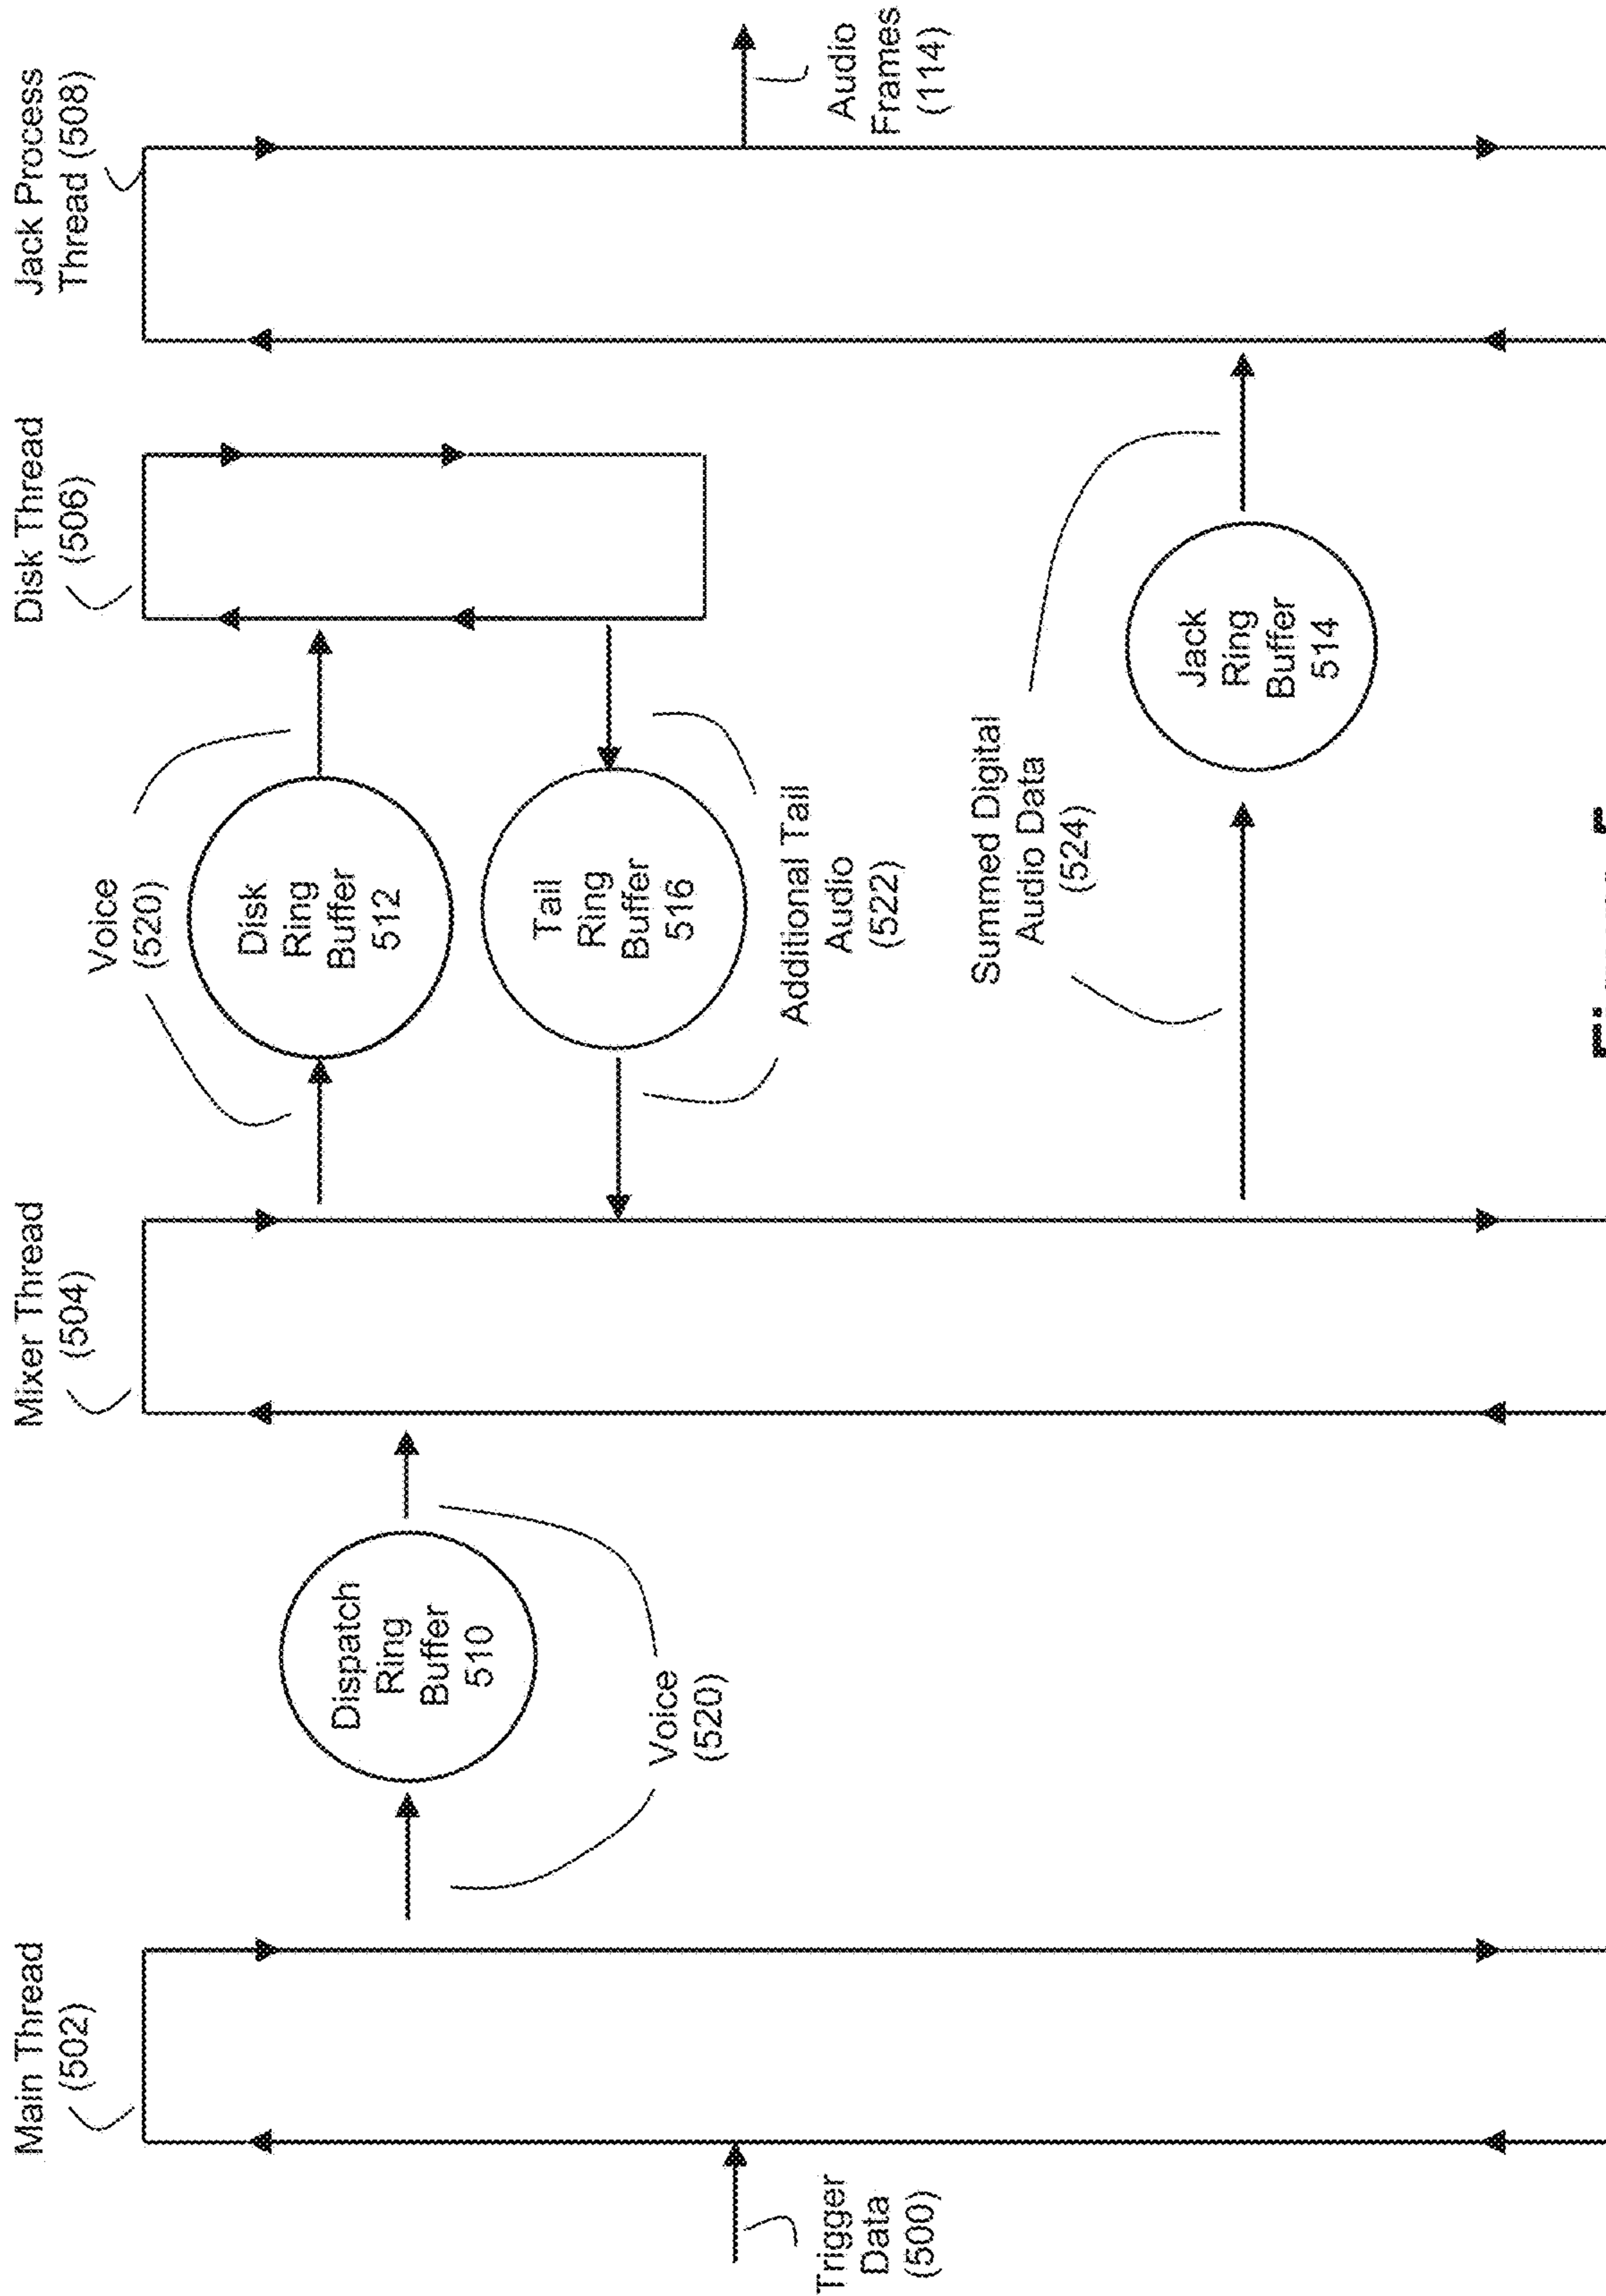 Main Thread
(502)
Mixer Thread
(504)
Disk Thread
(506)
Jack Process
Thread (508)
Trigger
Data
(500)
Dispatch
Ring
Buffer
510
Voice
(520)
Voice
(520)
Disk
Ring
Buffer
512
Tail
Ring
Buffer
516
Additional Tail
Audio
(522)
Summed Digital
Audio Data
(524)
Jack
Ring
Buffer
514
Audio
Frames
(114)